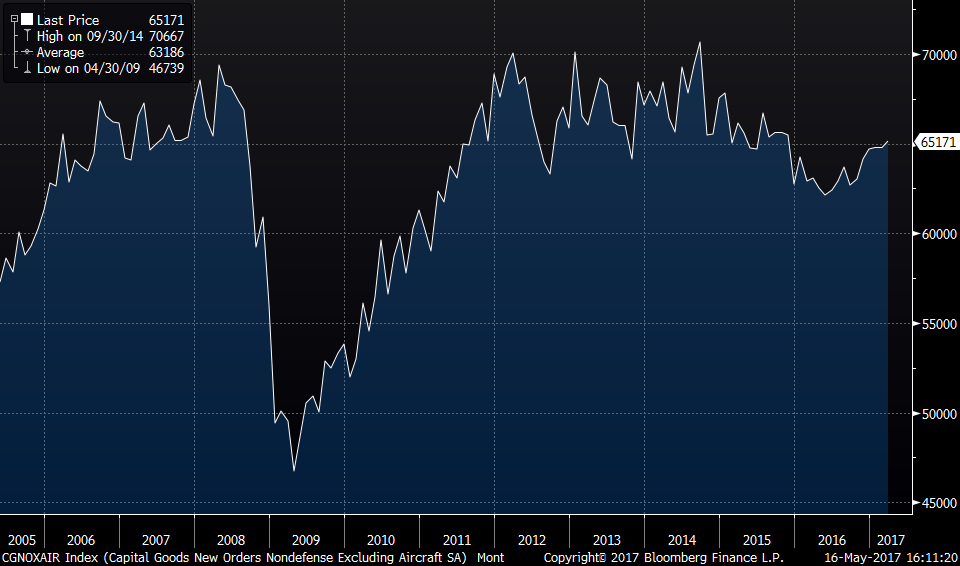 Last Price 65171
High on 09/30/14 70667
Average 63186
Low on 04/30/09 46739
70000
65171
60000
55000
50000
45000
2005 2006 2007 2008 2009 2010 2011 2012 2013 2014 2015 2016 2017
CGNOXAIR Index (Capital Goods New Orders Nondefense Excluding Aircraft SA) Mont Copyright© 2017 Bloomberg Finance L.P. 16-May-2017 16:11:20